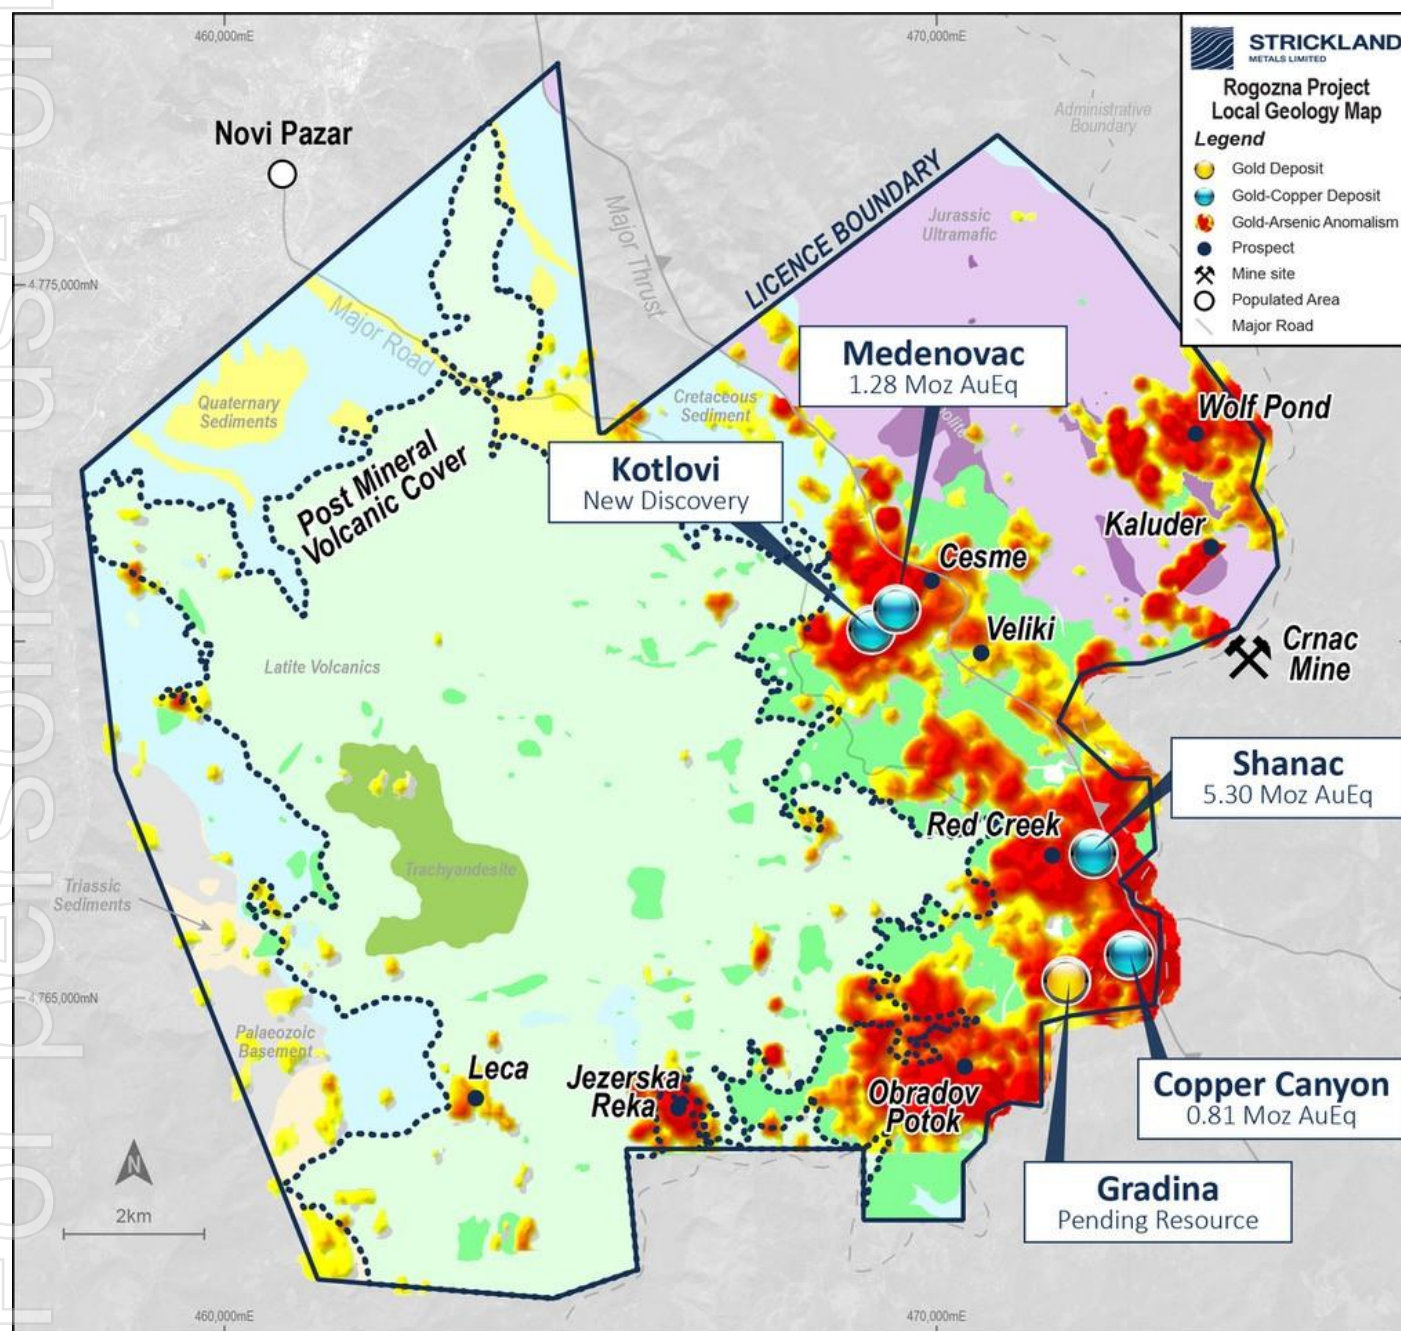 For personal use on
460,000mE
470,000mE
STRICKLAND
METALS LIMITED
Rogozna Project
Local Geology Map
Legend
Gold Deposit
Gold-Copper Deposit
Gold-Arsenic Anomalism
Prospect
Mine site
Populated Area
Major Road
Administrative
Boundary
Novi Pazar
LICENCE BOUNDARY
Major Thrust
Jurassic
Ultramafic
4,775,000mN
Major Road
Medenovac
1.28 Moz AuEq
Quaternary
Sediments
Cretaceous
Sediment
Wolf Pond
Post Mineral
Volcanic Cover
Kotlovi
New Discovery
Kaluder
Cesme
Veliki
Crnac
Mine
Latite Volcanics
Shanac
5.30 Moz AuEq
Red Creek
Trachyandesite
Triassic
Sediments
4,765,000mN
Palaeozoic
Basement
Leca
Jezerska
Reka
Obradov
Potok
Copper Canyon
0.81 Moz AuEq
N
2km
Gradina
Pending Resource
460,000mE
470,000mE